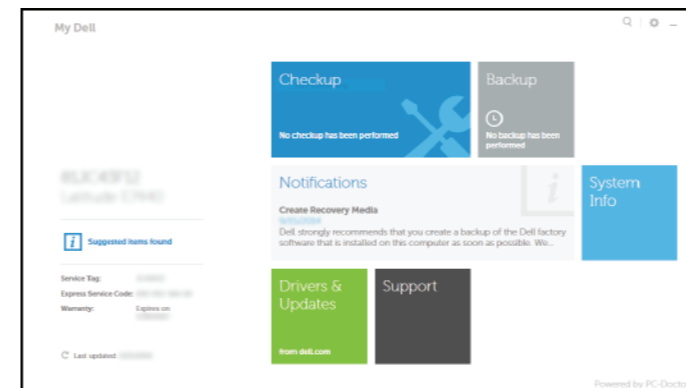 My Dell
Checkup
No checkup has been performed
Backup
No backup has been
performed
Notifications
Create Recovery Media
Dell strongly recommends that you create a backup of the Dell factory
software that is installed on this computer as soon as possible. We...
System
Info
i Suggested items found
Service Tag:
Express Service Code:
Warranty: Expires on
Last updated:
Drivers &
Updates
from dell.com
Support
Powered by PC-Docto